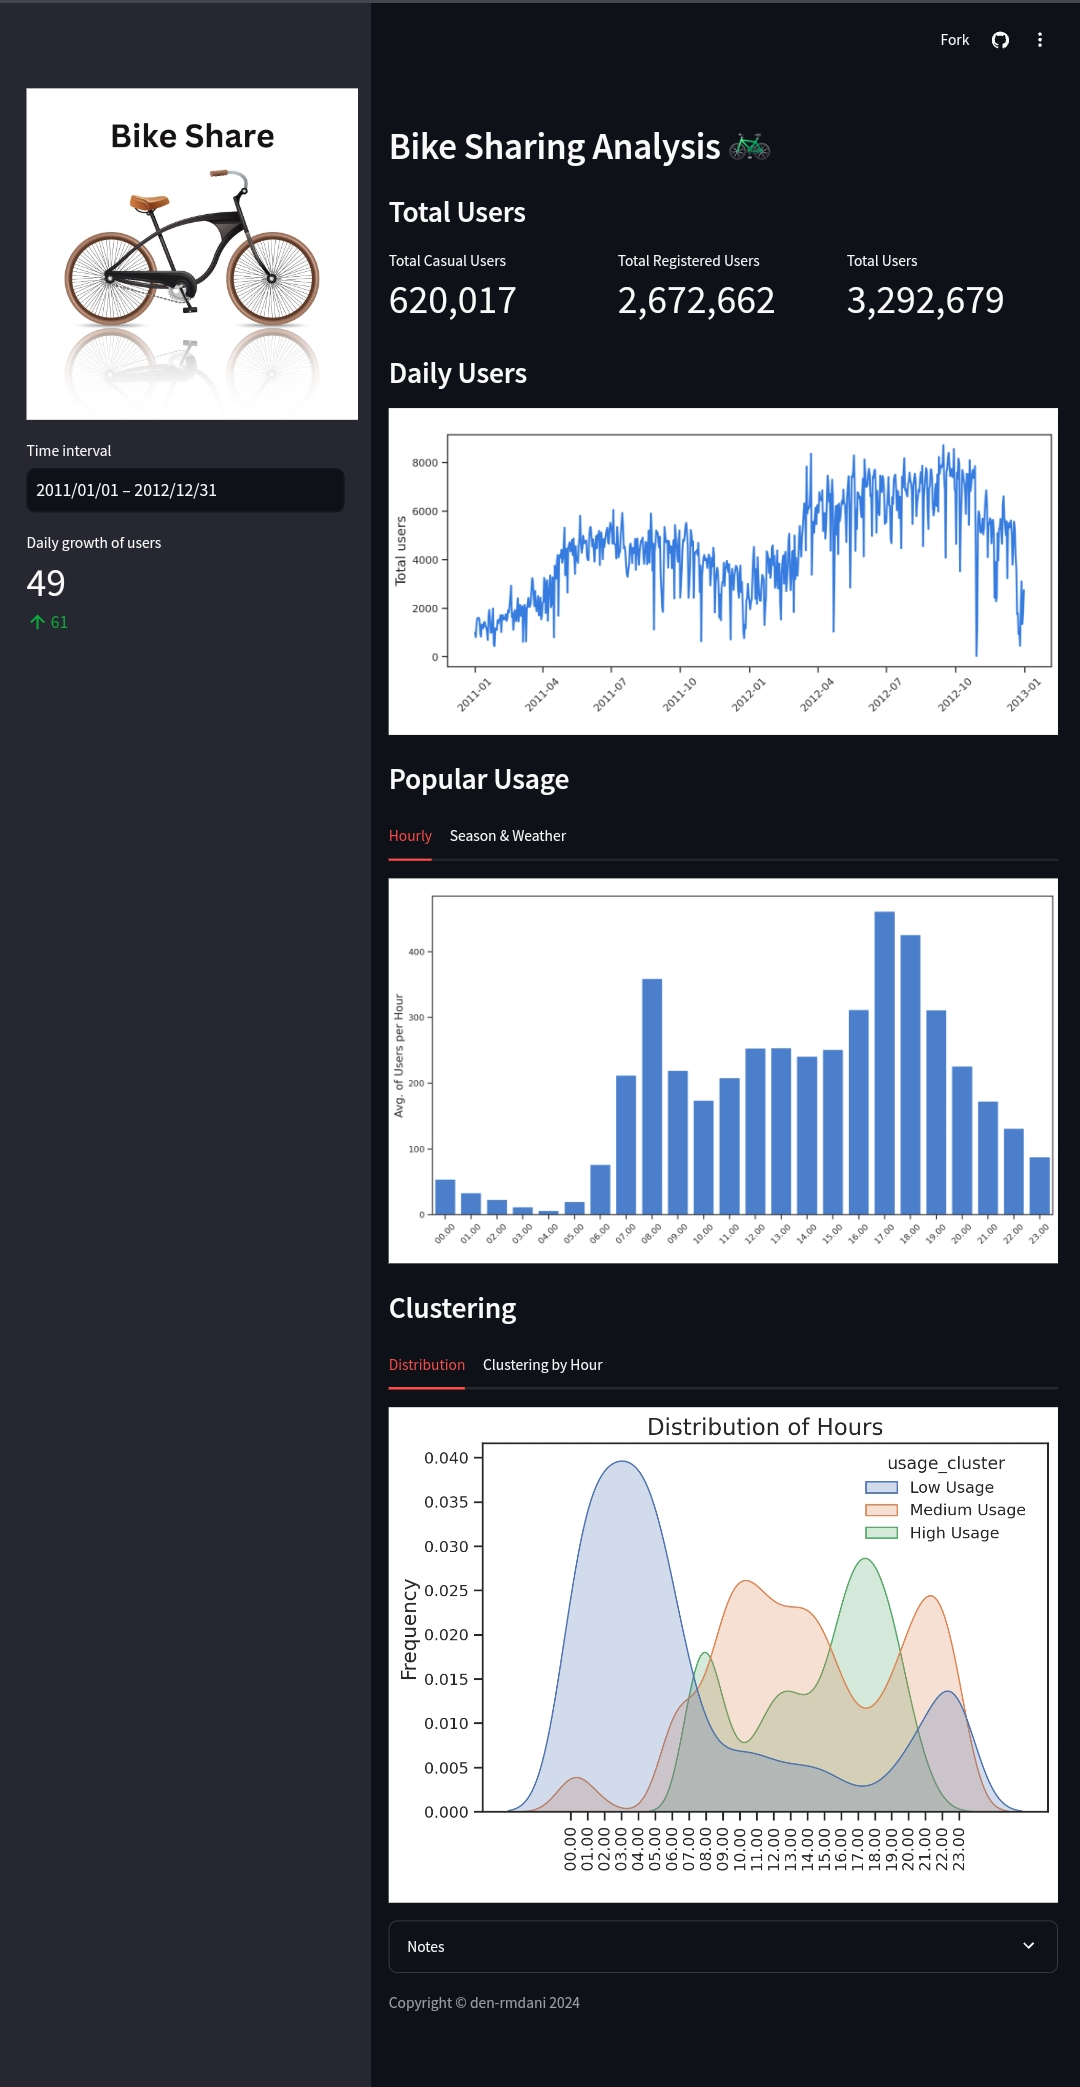 Fork
Bike Share
Time interval
2011/01/01 – 2012/12/31
Daily growth of users
49
61
Bike Sharing Analysis
Total Users
Total Casual Users Total Registered Users Total Users
620,017 2,672,662 3,292,679
Daily Users
Total users
8000
6000
4000
2000
0
2011-01 2011-04 2011-07 2011-10 2012-01 2012-04 2012-07 2012-10 2013-01
Popular Usage
Hourly Season & Weather
Avg. of Users per Hour
400
300
200
100
0
00.00 01.00 02.00 03.00 04.00 05.00 06.00 07.00 08.00 09.00 10.00 11.00 12.00 13.00 14.00 15.00 16.00 17.00 18.00 19.00 20.00 21.00 22.00 23.00
Clustering
Distribution Clustering by Hour
Distribution of Hours
usage_cluster
Low Usage
Medium Usage
High Usage
Frequency
0.040
0.035
0.030
0.025
0.020
0.015
0.010
0.005
0.000
00.00 01.00 02.00 03.00 04.00 05.00 06.00 07.00 08.00 09.00 10.00 11.00 12.00 13.00 14.00 15.00 16.00 17.00 18.00 19.00 20.00 21.00 22.00 23.00
Notes
Copyright © den-rmdani 2024